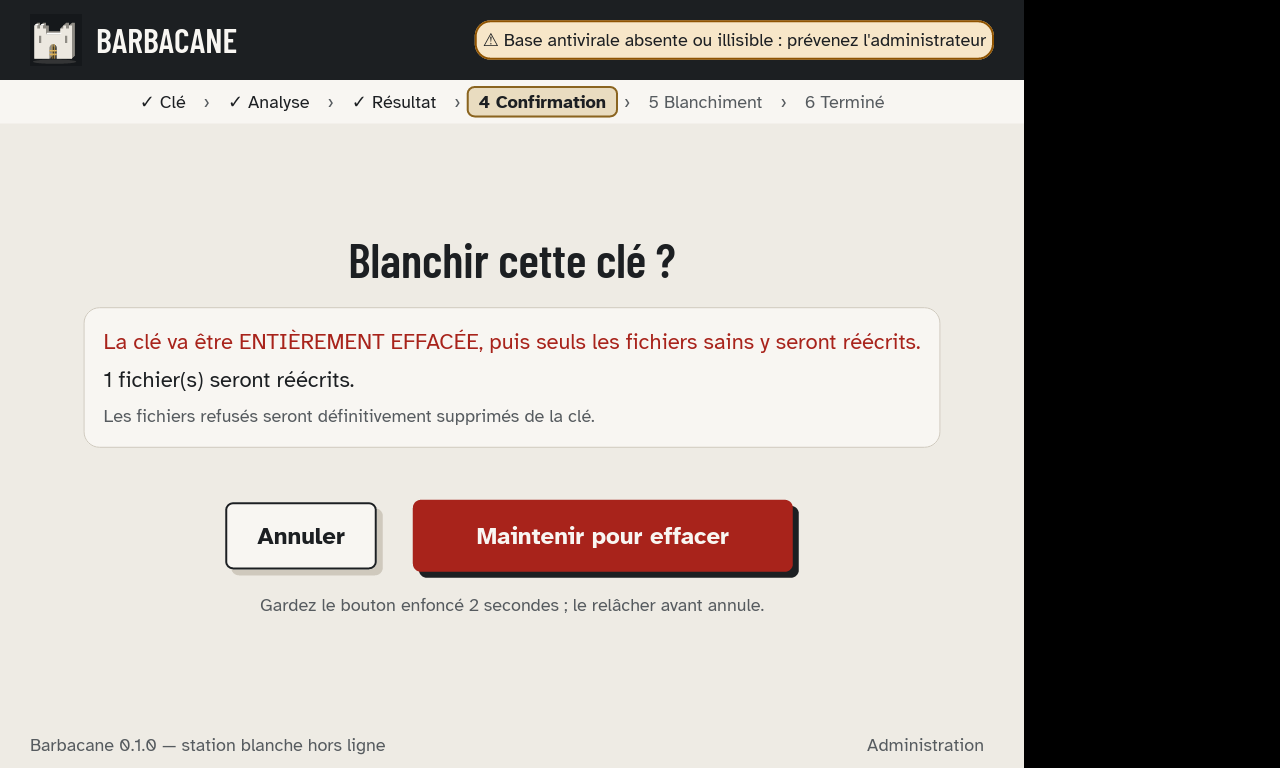 BARBACANE
⚠ Base antivirale absente ou illisible : prévenez l'administrateur
✓ Clé › ✓ Analyse › ✓ Résultat › 4 Confirmation › 5 Blanchiment › 6 Terminé
Blanchir cette clé ?
La clé va être ENTIÈREMENT EFFACÉE, puis seuls les fichiers sains y seront réécrits.
1 fichier(s) seront réécrits.
Les fichiers refusés seront définitivement supprimés de la clé.
Annuler
Maintenir pour effacer
Gardez le bouton enfoncé 2 secondes ; le relâcher avant annule.
Barbacane 0.1.0 — station blanche hors ligne
Administration